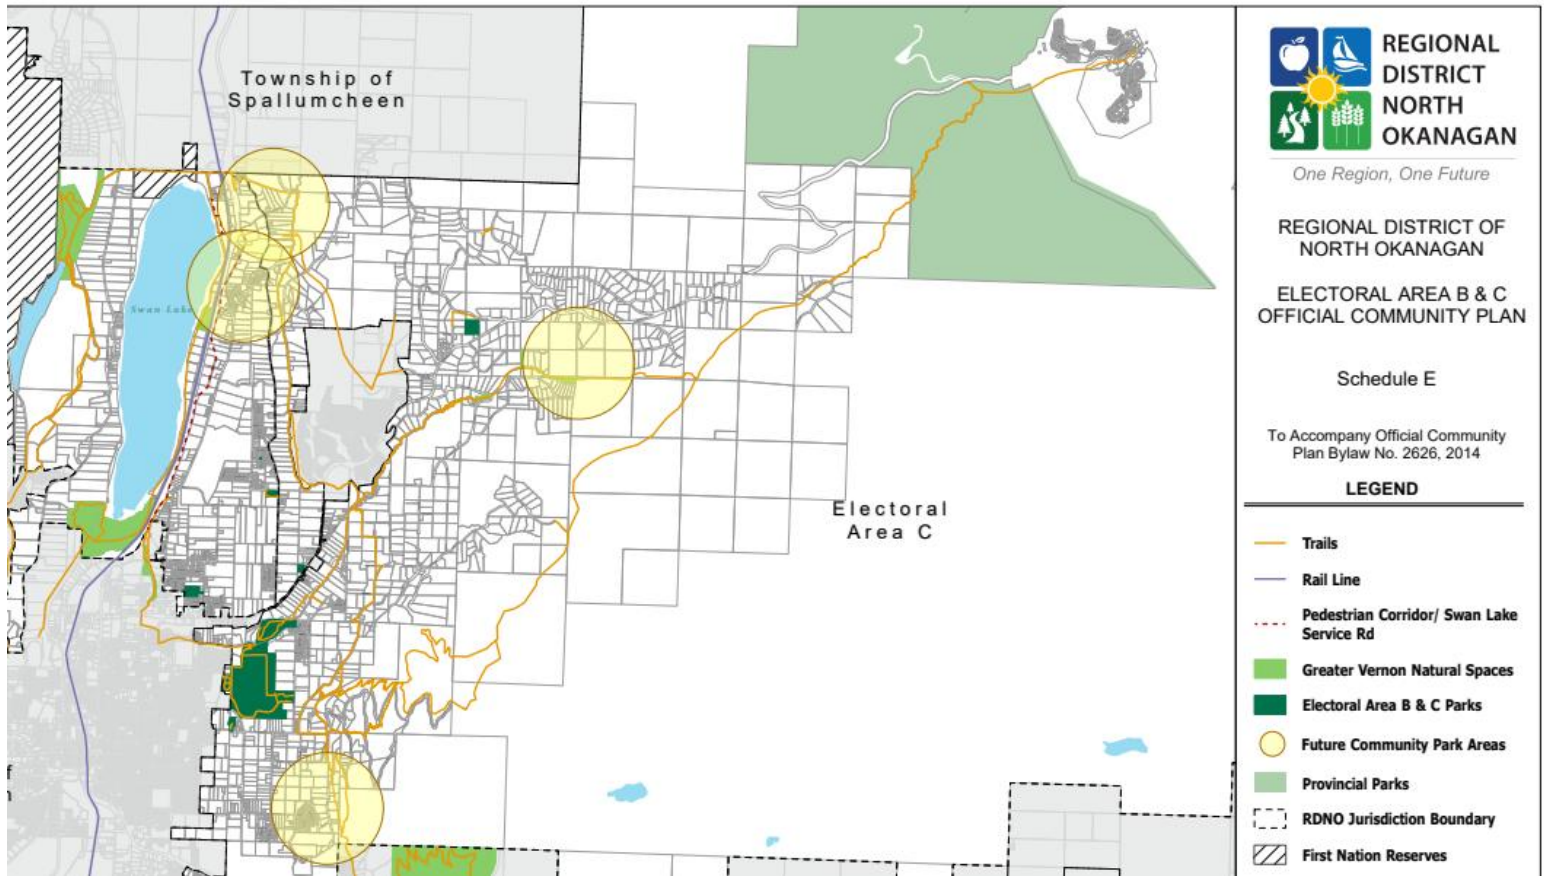 Township of
Spallumcheen
Swan Lake
Electoral
Area C
REGIONAL
DISTRICT
NORTH
OKANAGAN
One Region, One Future
REGIONAL DISTRICT OF
NORTH OKANAGAN
ELECTORAL AREA B & C
OFFICIAL COMMUNITY PLAN
Schedule E
To Accompany Official Community
Plan Bylaw No. 2626, 2014
LEGEND
Trails
Rail Line
Pedestrian Corridor/ Swan Lake
Service Rd
Greater Vernon Natural Spaces
Electoral Area B & C Parks
Future Community Park Areas
Provincial Parks
RDNO Jurisdiction Boundary
First Nation Reserves